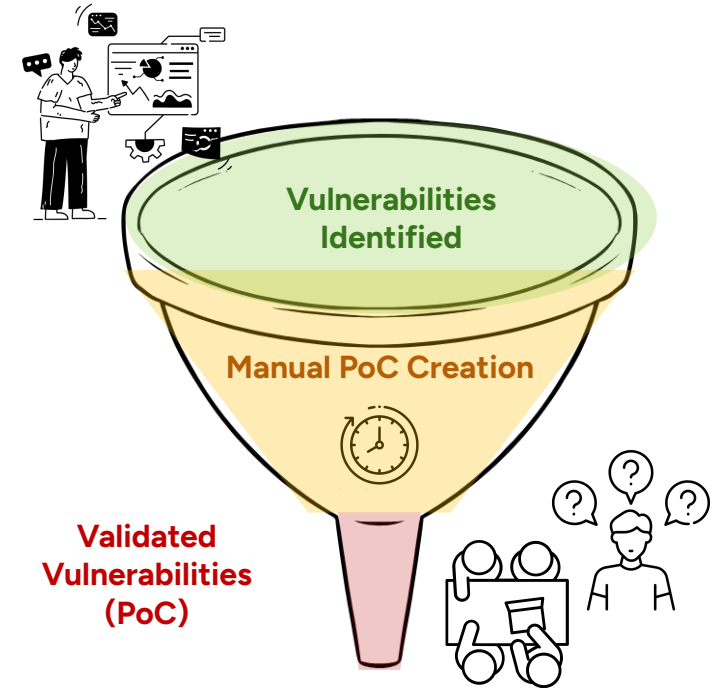 Vulnerabilities
Identified
Manual PoC Creation
Validated
Vulnerabilities
(PoC)
?
?
?